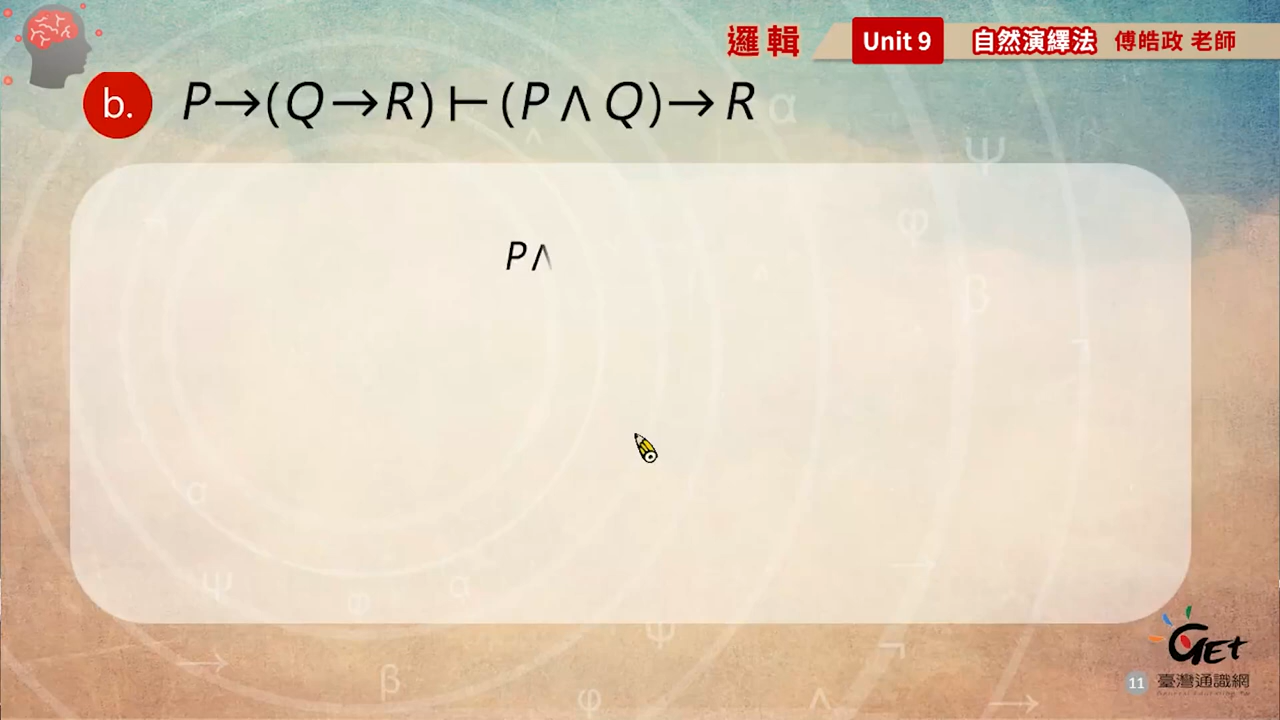 邏輯 Unit 9 自然演繹法 傅皓政 老師
b. P→(Q→R)⊢(P∧Q)→R
P∧
GET
11 臺灣通識網